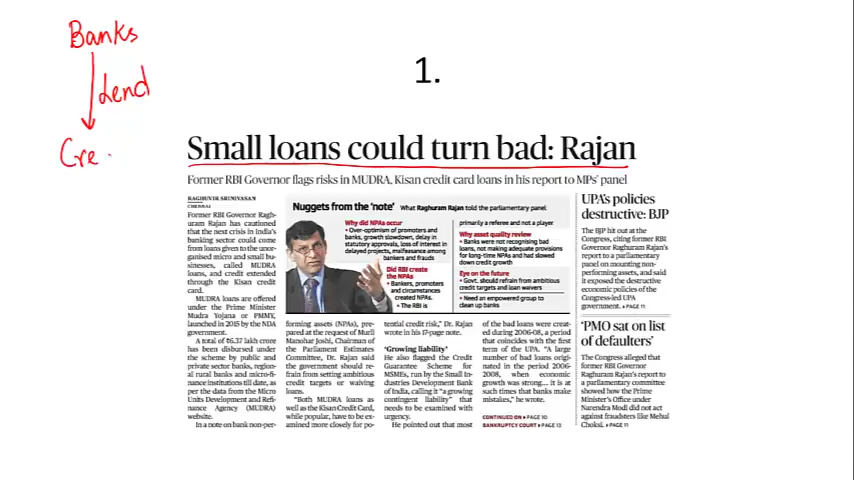 Banks
Lend
Cre
1.
Small loans could turn bad: Rajan
Former RBI Governor flags risks in MUDRA, Kisan credit card loans in his report to MPs' panel
RAGHUVIR SRINIVASAN
CHENNAI
Former RBI Governor Ragh-
uram Rajan has cautioned
that the next crisis in India's
banking sector could come
from loans given to the unor-
ganised micro and small bu-
sinesses, called MUDRA
loans, and credit extended
through the Kisan credit
card.
MUDRA loans are offered
under the Prime Minister
Mudra Yojana or PMMY,
launched in 2015 by the NDA
government.
A total of ₹6.37 lakh crore
has been disbursed under
the scheme by public and
private sector banks, region-
al rural banks and micro-fi-
nance institutions till date, as
per the data from the Micro
Units Development and Refi-
nance Agency (MUDRA)
website.
In a note on bank non-per-
Nuggets from the 'note' What Raghuram Rajan told the parliamentary panel
Why did NPAs occur
• Over-optimism of promoters and
banks, growth slowdown, delay in
statutory approvals, loss of interest in
delayed projects, malfeasance among
bankers and frauds
Did RBI create
the NPAs
• Bankers, promoters
and circumstances
created NPAs.
• The RBI is
primarily a referee and not a player
Why asset quality review
• Banks were not recognising bad
loans, not making adequate provisions
for long-time NPAs and had slowed
down credit growth
Eye on the future
• Govt. should refrain from ambitious
credit targets and loan waivers
• Need an empowered group to
clean up banks
forming assets (NPAs), pre-
pared at the request of Murli
Manohar Joshi, Chairman of
the Parliament Estimates
Committee, Dr. Rajan said
the government should re-
frain from setting ambitious
credit targets or waiving
loans.
"Both MUDRA loans as
well as the Kisan Credit Card,
while popular, have to be ex-
amined more closely for po-
tential credit risk," Dr. Rajan
wrote in his 17-page note.
'Growing liability'
He also flagged the Credit
Guarantee Scheme for
MSMEs, run by the Small In-
dustries Development Bank
of India, calling it "a growing
contingent liability" that
needs to be examined with
urgency.
He pointed out that most
of the bad loans were creat-
ed during 2006-08, a period
that coincides with the first
term of the UPA. "A large
number of bad loans origi-
nated in the period 2006-
2008, when economic
growth was strong... it is at
such times that banks make
mistakes," he wrote.
CONTINUED ON ▸ PAGE 10
BANKRUPTCY COURT ▸ PAGE 13
UPA's policies
destructive: BJP
The BJP hit out at the
Congress, citing former RBI
Governor Raghuram Rajan's
report to a parliamentary
panel on mounting non-
performing assets, and said it
exposed the destructive
economic policies of the
Congress-led UPA
government. ▸ PAGE 11
'PMO sat on list
of defaulters'
The Congress alleged that
former RBI Governor
Raghuram Rajan's report to
a parliamentary committee
showed how the Prime
Minister's Office under
Narendra Modi did not act
against fraudsters like Mehul
Choksi. ▸ PAGE 11